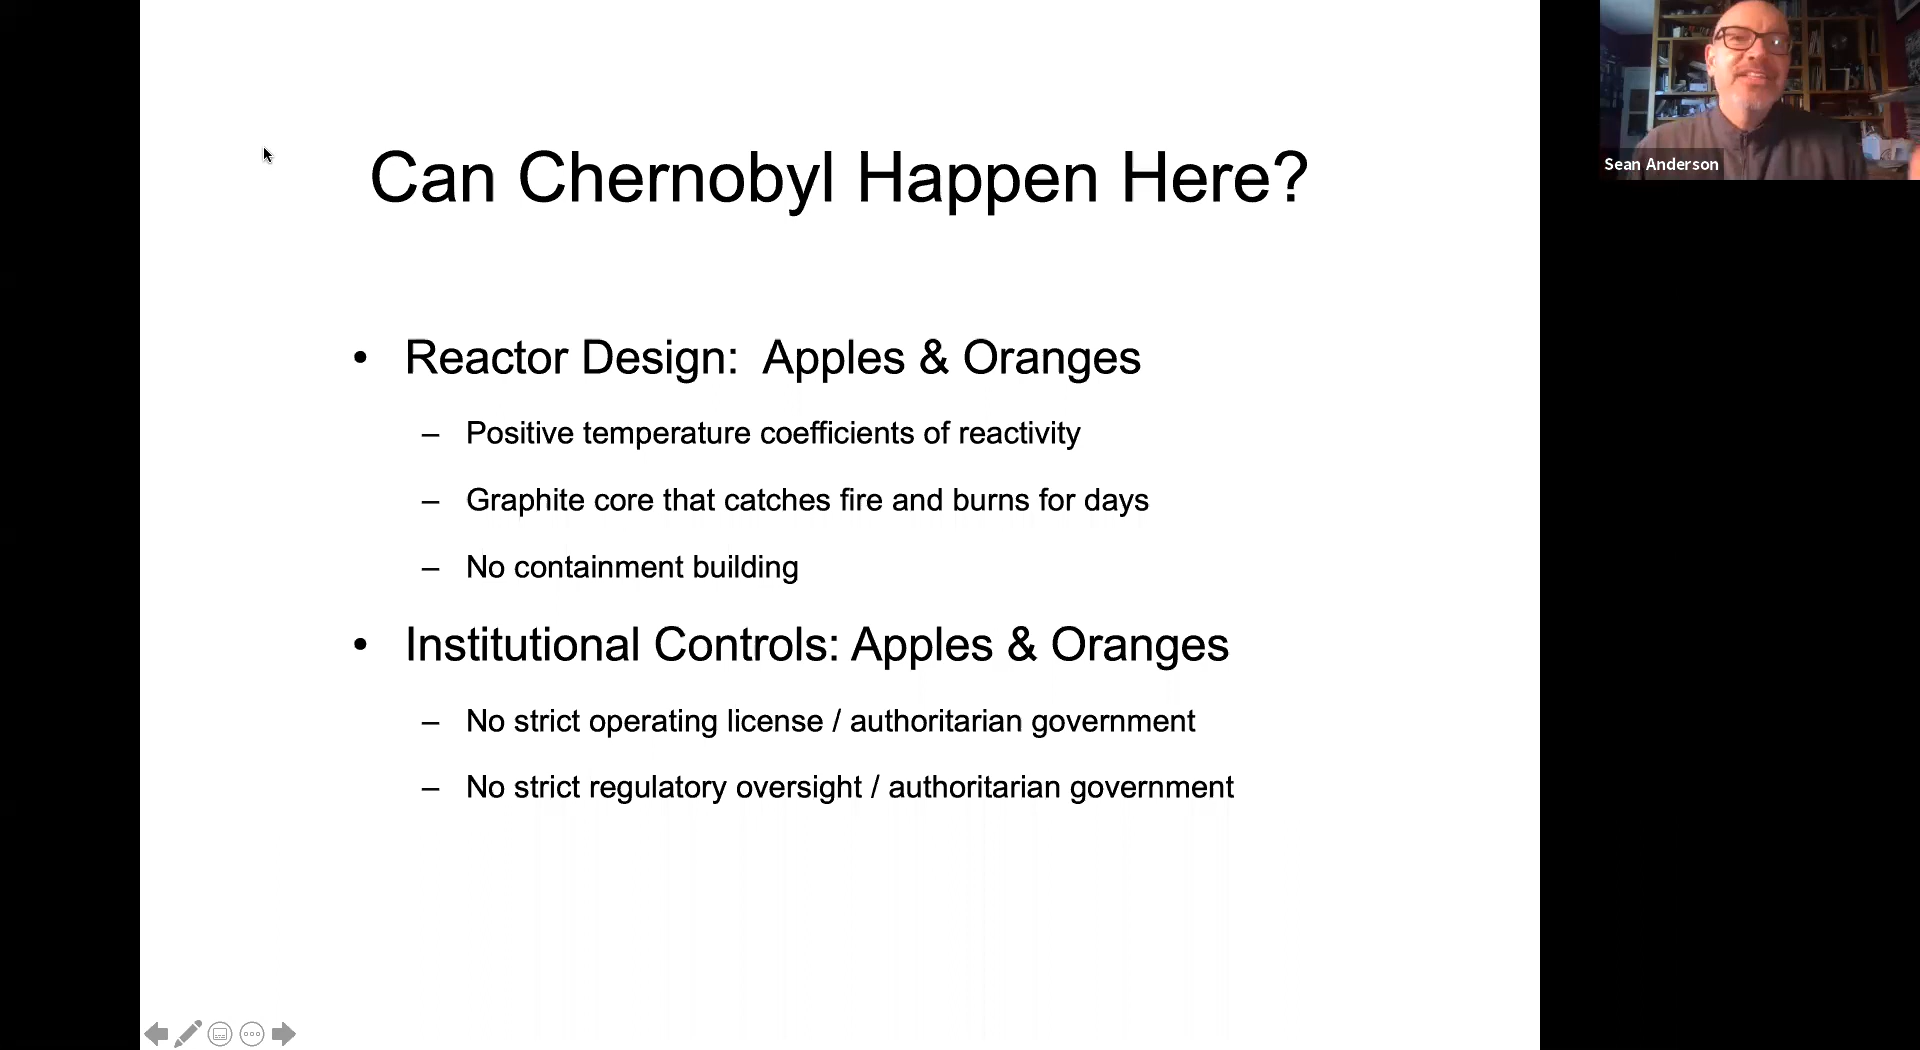 Can Chernobyl Happen Here?
• Reactor Design:  Apples & Oranges
– Positive temperature coefficients of reactivity
– Graphite core that catches fire and burns for days
– No containment building
• Institutional Controls: Apples & Oranges
– No strict operating license / authoritarian government
– No strict regulatory oversight / authoritarian government
Sean Anderson